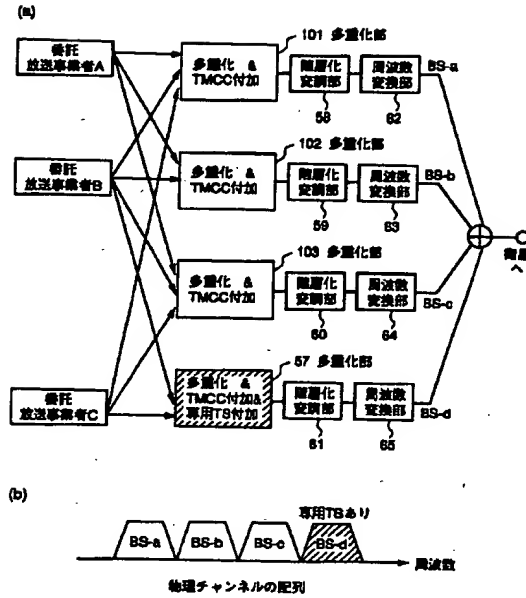 (a)
委託
放送事業者A
多重化 &
TMCC付加
101 多重化部
階層化
変調部
58
周波数
変換部
62
BS-a
委託
放送事業者B
多重化 &
TMCC付加
102 多重化部
階層化
変調部
59
周波数
変換部
63
BS-b
衛星
へ
多重化 &
TMCC付加
103 多重化部
階層化
変調部
60
周波数
変換部
64
BS-c
委託
放送事業者C
多重化 &
TMCC付加&
専用TS付加
57 多重化部
階層化
変調部
61
周波数
変換部
65
BS-d
(b)
専用TSあり
BS-a
BS-b
BS-c
BS-d
周波数
物理チャンネルの配列